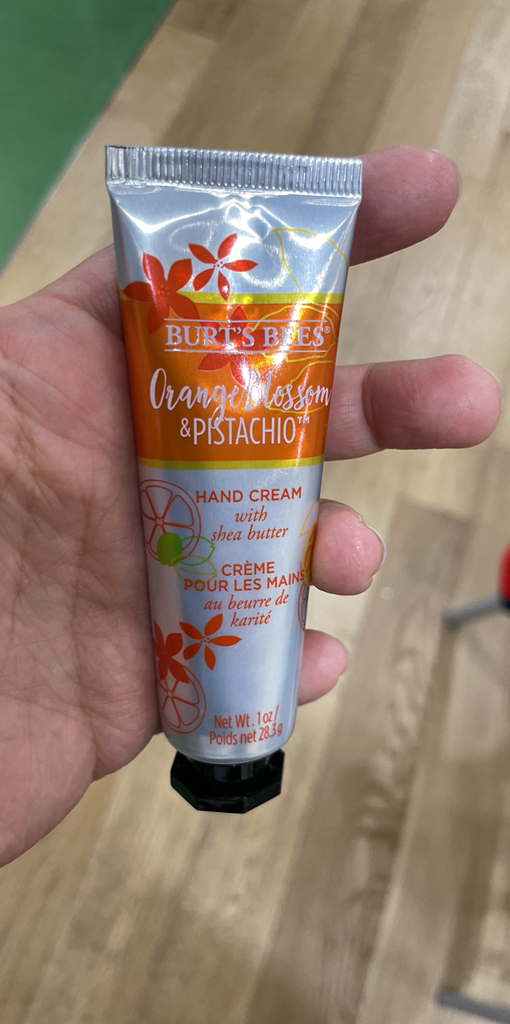 BURT'S BEES®
Orange blossom
& PISTACHIO™
HAND CREAM
with
shea butter
CRÈME
POUR LES MAINS
au beurre de
karité
Net Wt. 1 oz /
Poids net 28.3 g